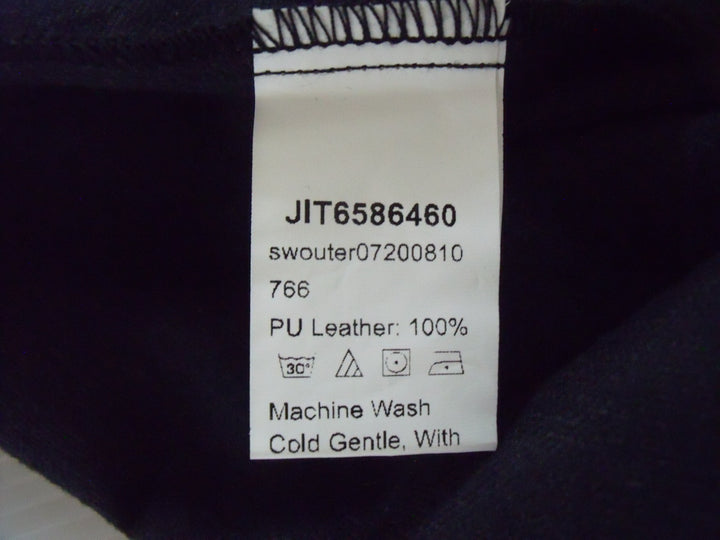 JIT6586460
swouter07200810
766
PU Leather: 100%
30°
Machine Wash
Cold Gentle, With